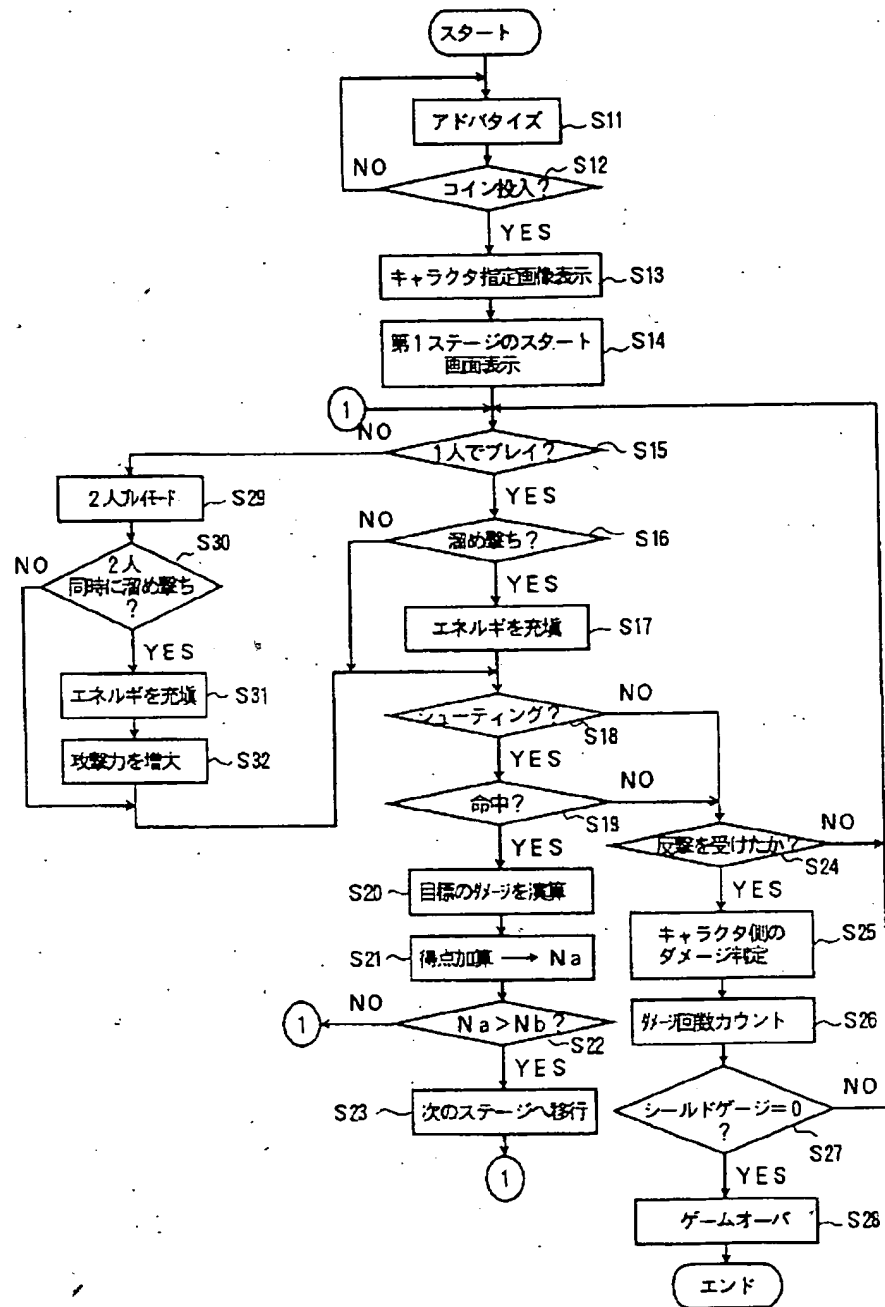 スタート
アドバタイズ
S11
NO
S12
コイン投入?
YES
キャラクタ指定画像表示
S13
第1ステージのスタート
画面表示
S14
1
NO
1人でプレイ?
S15
2人プレイモード
S29
YES
NO
溜め撃ち?
S16
S30
NO
2人
同時に溜め撃ち
?
YES
エネルギを充填
S17
YES
エネルギを充填
S31
NO
シューティング?
S18
攻撃力を増大
S32
YES
命中?
NO
S19
反撃を受けたか?
NO
S24
YES
S20
目標のダメージを演算
YES
キャラクタ側の
ダメージ判定
S25
S21
得点加算 → Na
NO
1
Na>Nb?
S22
ダメージ回数カウント
S26
YES
S23
次のステージへ移行
シールドゲージ=0
?
NO
S27
1
YES
ゲームオーバ
S28
エンド